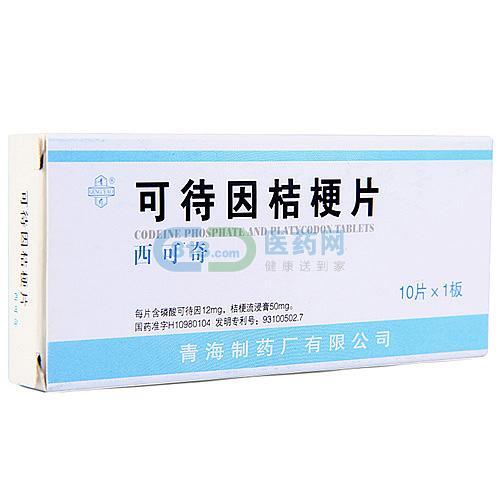 QINGYAO
®
可待因桔梗片
CODEINE PHOSPHATE AND PLATYCODON TABLETS
西可奇
医药网
健康送到家
10片×1板
每片含磷酸可待因12mg，桔梗流浸膏50mg。
国药准字H10980104 发明专利号：93100502.7
青海制药厂有限公司
可待因桔梗片
西可奇